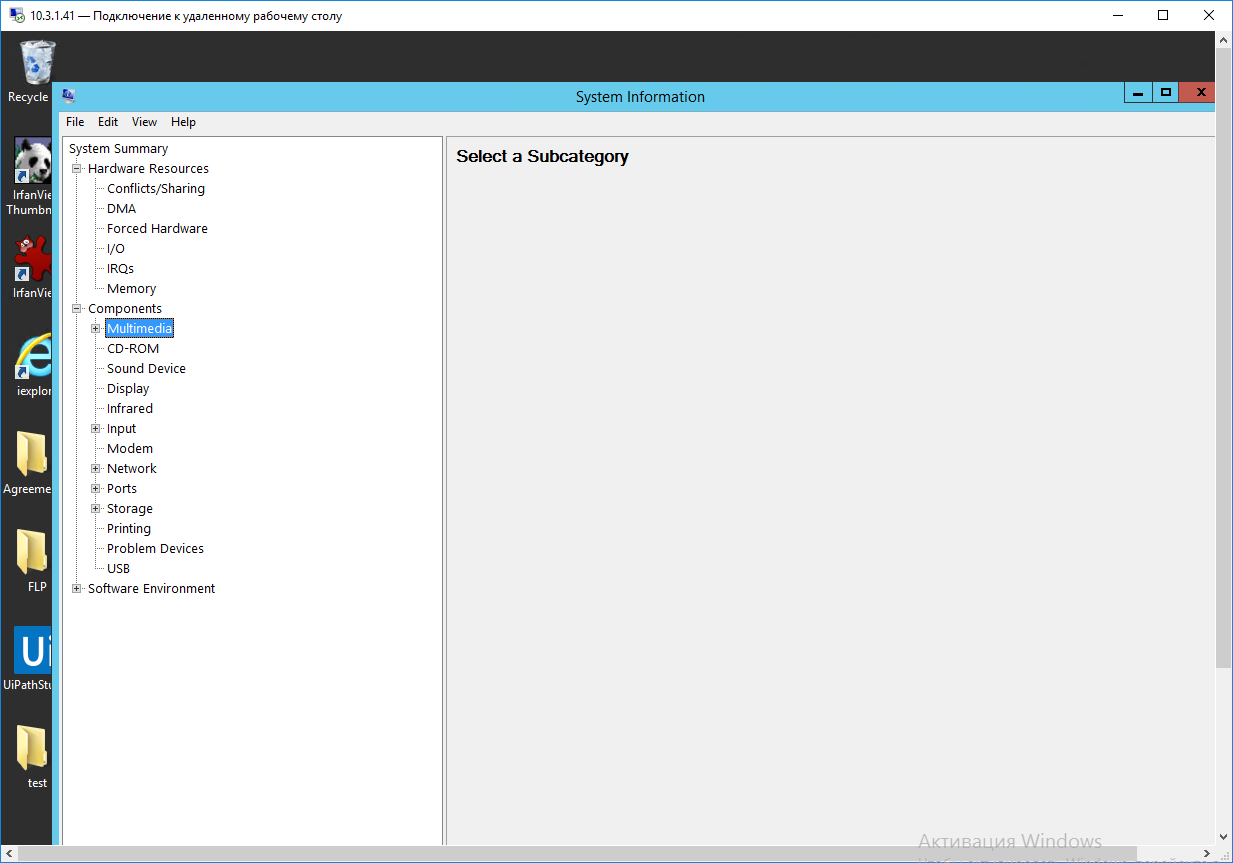 10.3.1.41 — Подключение к удаленному рабочему столу
Recycle
System Information
File Edit View Help
System Summary
Hardware Resources
Conflicts/Sharing
DMA
Forced Hardware
I/O
IRQs
Memory
Components
Multimedia
CD-ROM
Sound Device
Display
Infrared
Input
Modem
Network
Ports
Storage
Printing
Problem Devices
USB
Software Environment
Select a Subcategory
IrfanVie
Thumbn
IrfanVie
iexplor
Agreeme
FLP
Ui
UiPathStu
test
Активация Windows